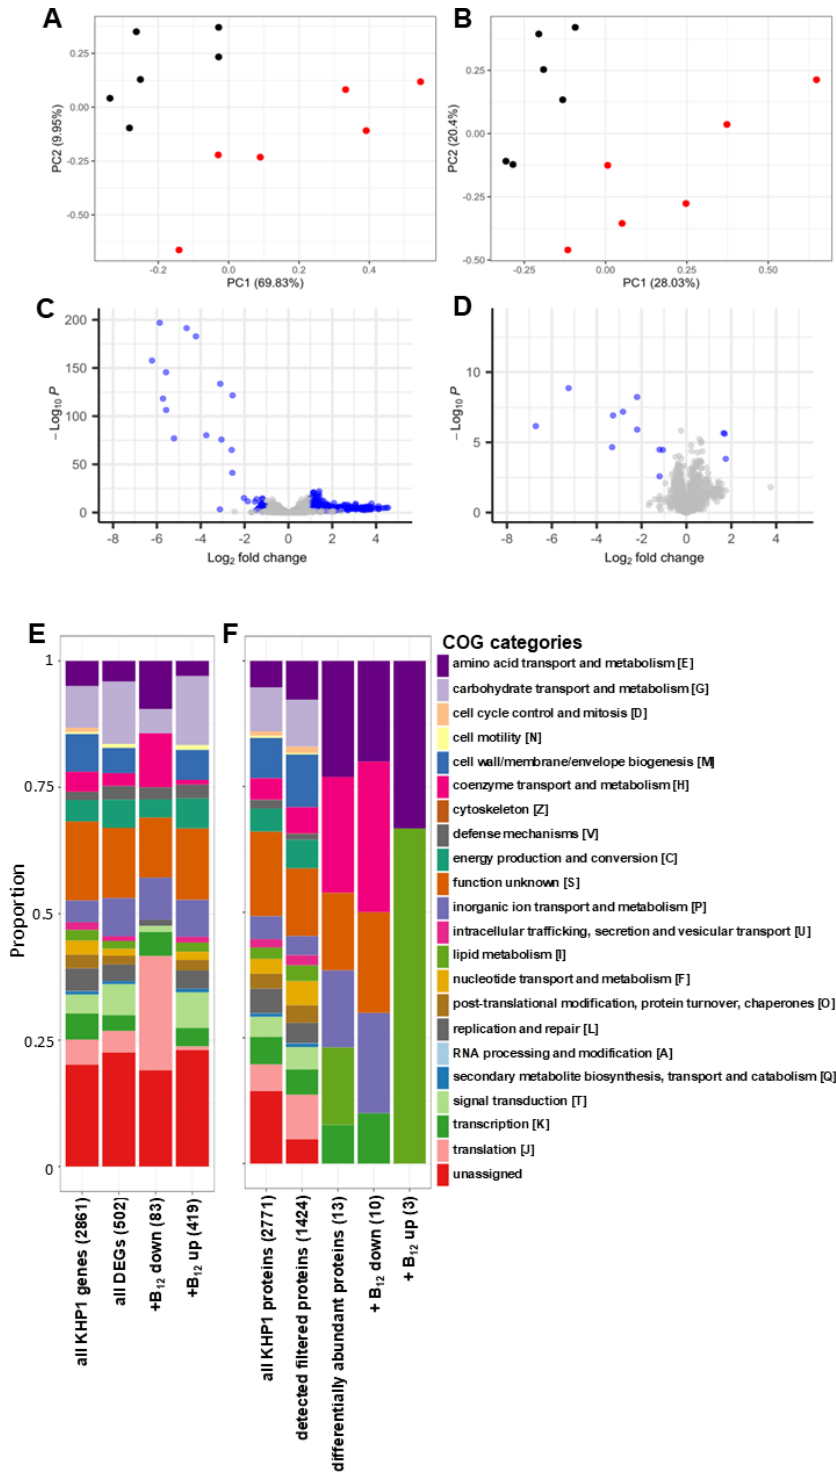 A
0.25
0.00
-0.25
-0.50
PC2 (9.95%)
-0.2
0.0
0.2
0.4
PC1 (69.83%)
B
0.25
0.00
-0.25
-0.50
PC2 (20.4%)
-0.25
0.00
0.25
0.50
PC1 (28.03%)
C
200
150
100
50
0
− Log10 P
-8
-6
-4
-2
0
2
4
Log2 fold change
D
10
5
0
− Log10 P
-8
-6
-4
-2
0
2
4
Log2 fold change
E
F
1
0.75
0.5
0.25
0
Proportion
all KHP1 genes (2861)
all DEGs (502)
+B12 down (83)
+B12 up (419)
all KHP1 proteins (2771)
detected filtered proteins (1424)
differentially abundant proteins (13)
+ B12 down (10)
+ B12 up (3)
COG categories
amino acid transport and metabolism [E]
carbohydrate transport and metabolism [G]
cell cycle control and mitosis [D]
cell motility [N]
cell wall/membrane/envelope biogenesis [M]
coenzyme transport and metabolism [H]
cytoskeleton [Z]
defense mechanisms [V]
energy production and conversion [C]
function unknown [S]
inorganic ion transport and metabolism [P]
intracellular trafficking, secretion and vesicular transport [U]
lipid metabolism [I]
nucleotide transport and metabolism [F]
post-translational modification, protein turnover, chaperones [O]
replication and repair [L]
RNA processing and modification [A]
secondary metabolite biosynthesis, transport and catabolism [Q]
signal transduction [T]
transcription [K]
translation [J]
unassigned